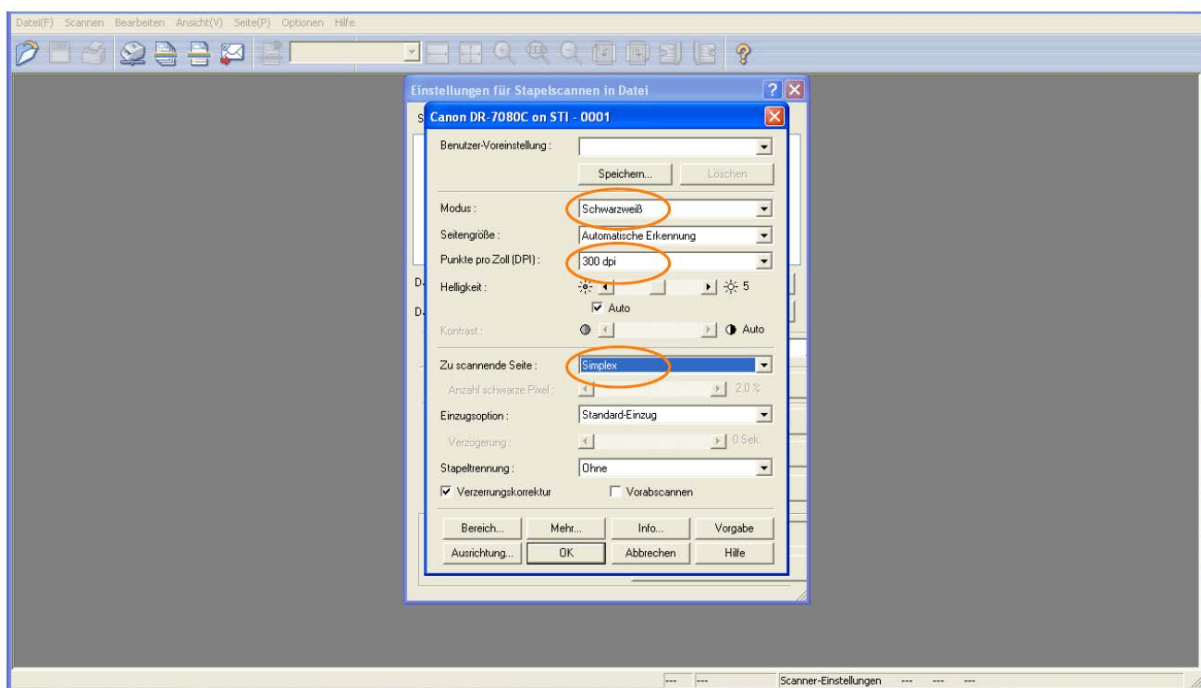 Datei(F) Scannen Bearbeiten Ansicht(V) Seite(P) Optionen Hilfe
Einstellungen für Stapelscannen in Datei
Canon DR-7080C on STI - 0001
Benutzer-Voreinstellung :
Speichern... Löschen
Modus : Schwarzweiß
Seitengröße : Automatische Erkennung
Punkte pro Zoll (DPI) : 300 dpi
Helligkeit : 5
Auto
Kontrast : Auto
Zu scannende Seite : Simplex
Anzahl schwarze Pixel : 2,0 %
Einzugsoption : Standard-Einzug
Verzögerung : 0 Sek.
Stapeltrennung : Ohne
Verzerrungskorrektur Vorabscannen
Bereich... Mehr... Info... Vorgabe
Ausrichtung... OK Abbrechen Hilfe
--- --- Scanner-Einstellungen --- --- ---